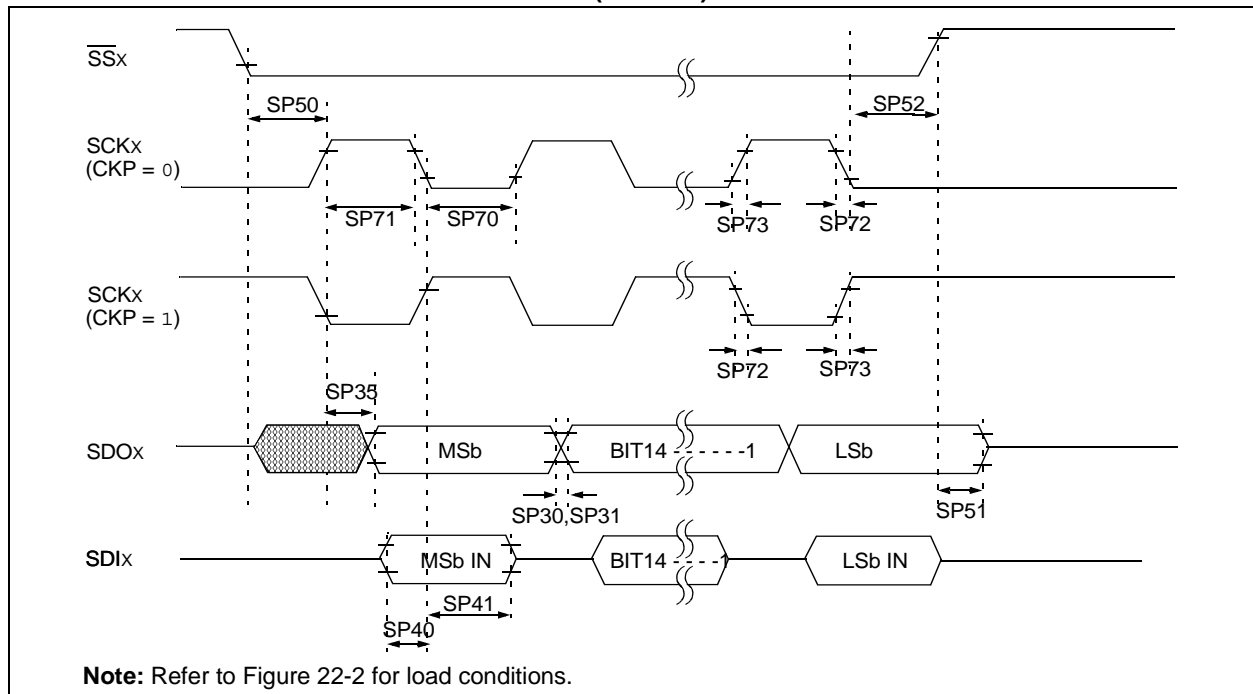 SSX
SP50
SP52
SCKX
(CKP = 0)
SP71
SP70
SP73
SP72
SCKX
(CKP = 1)
SP72
SP73
SP35
SDOX
MSb
BIT14 - - - - - -1
LSb
SP30,SP31
SP51
SDIX
MSb IN
BIT14 - - - -1
LSb IN
SP41
SP40
Note: Refer to Figure 22-2 for load conditions.